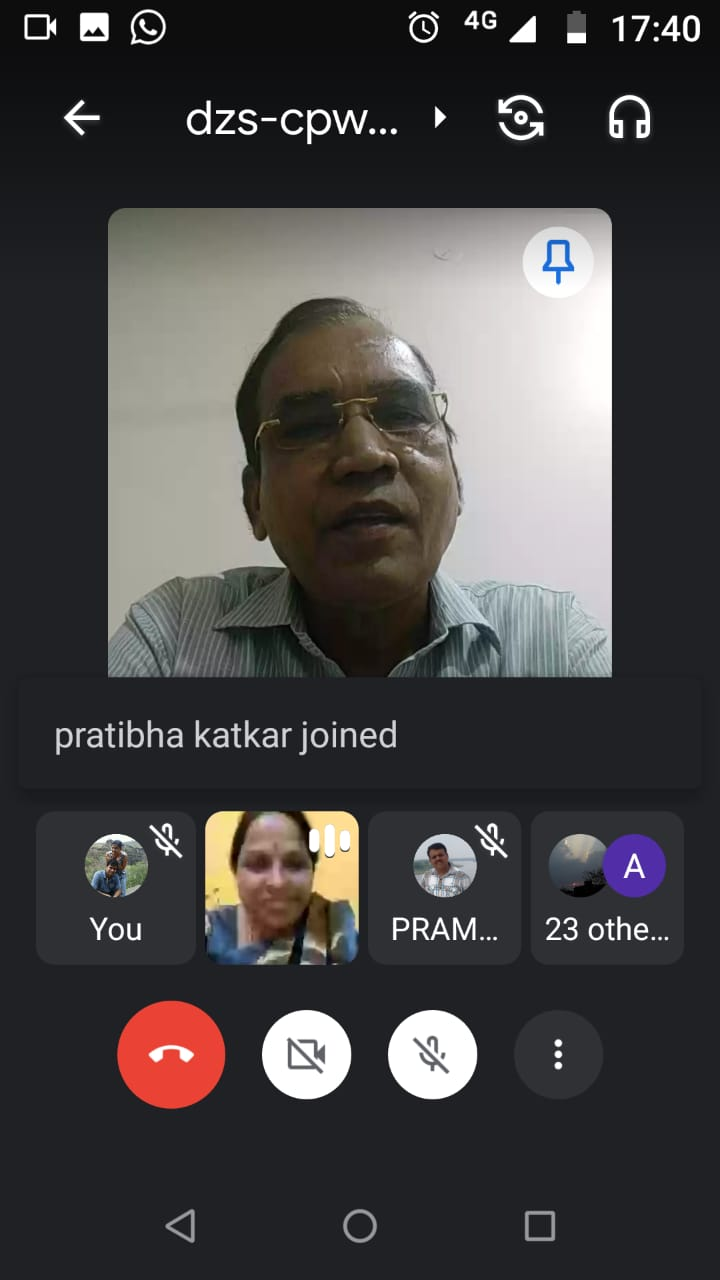 4G 17:40
dzs-cpw...
pratibha katkar joined
You
PRAM...
A
23 othe...